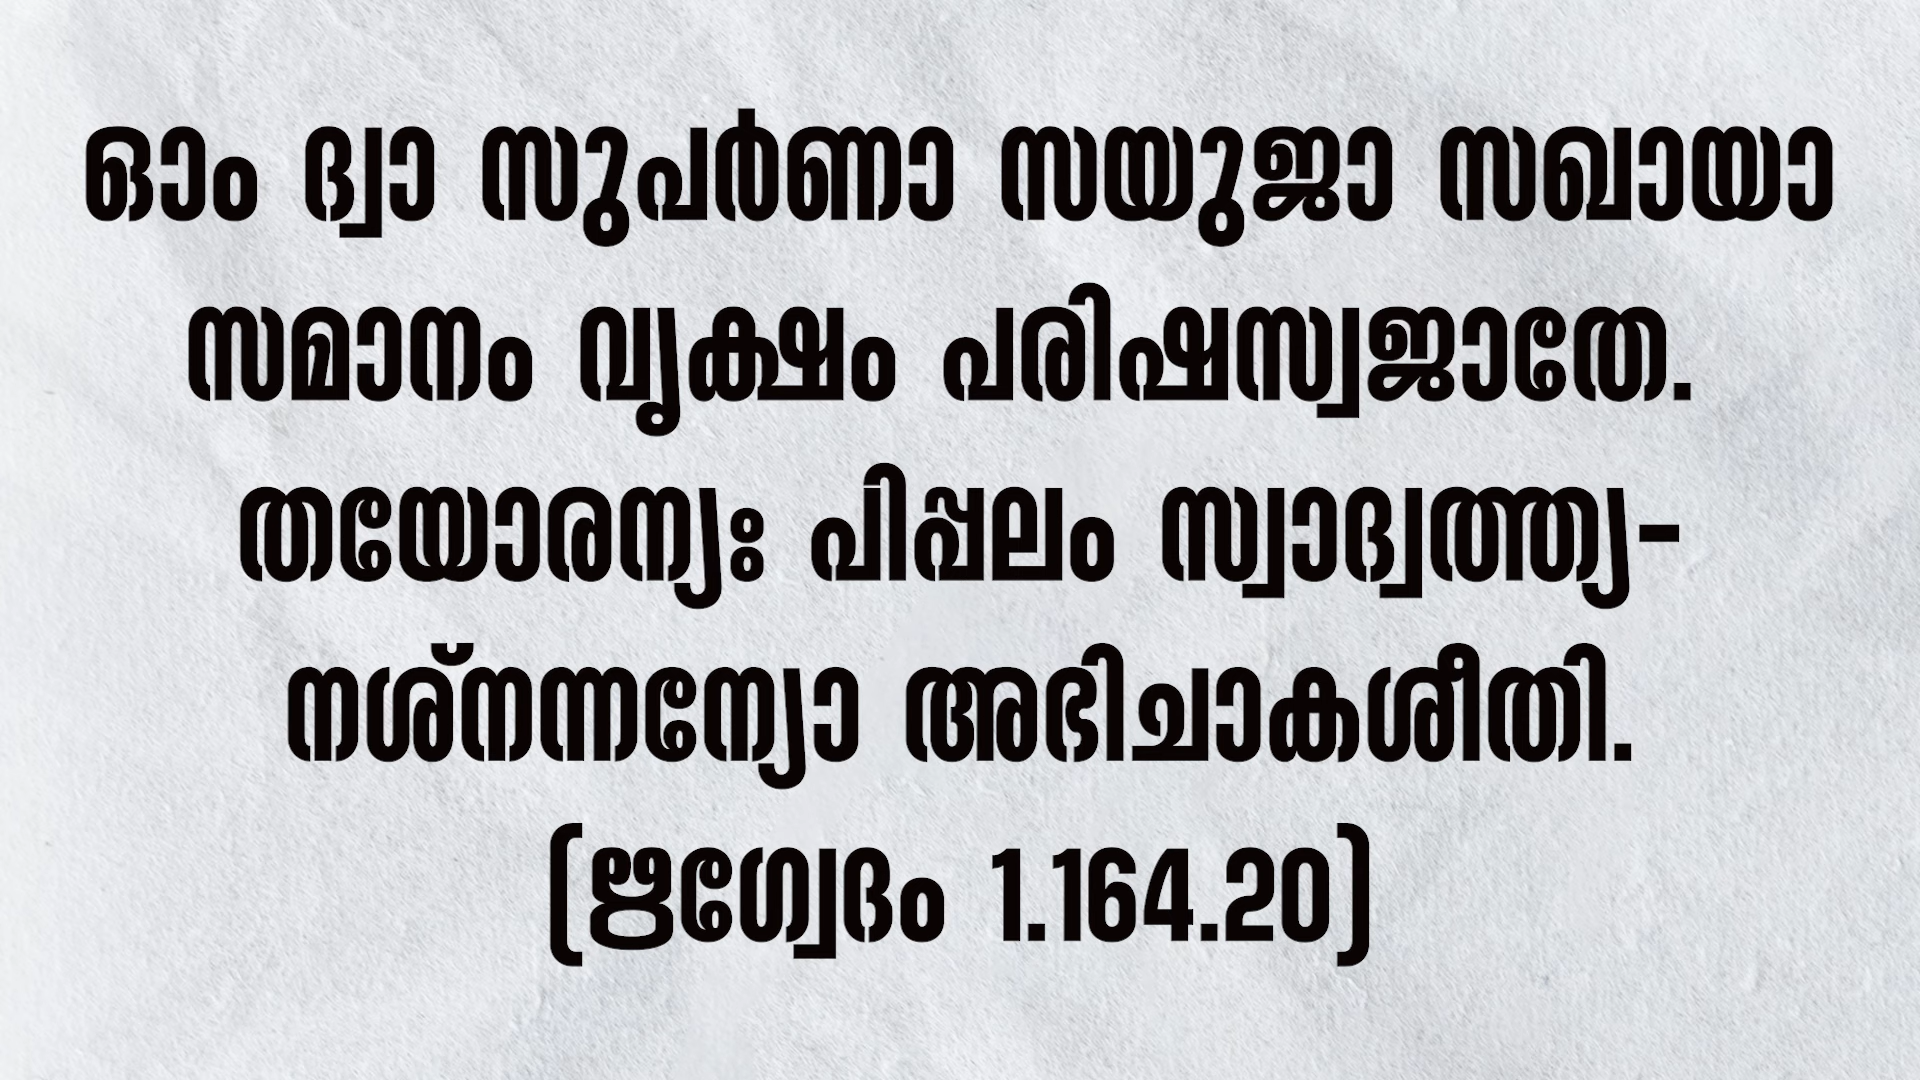 ഓം ദ്വാ സുപർണാ സയുജാ സഖായാ
സമാനം വൃക്ഷം പരിഷസ്വജാതേ.
തയോരന്യഃ പിപ്പലം സ്വാദ്വത്ത്യ-
നശ്നന്നന്യോ അഭിചാകശീതി.
(ഋഗ്വേദം 1.164.20)